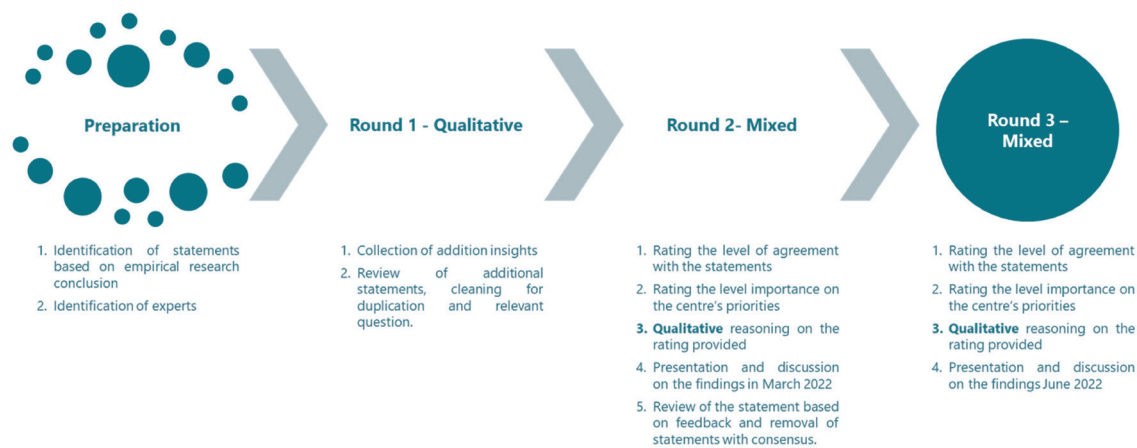 Preparation
1. Identification of statements
based on empirical research
conclusion
2. Identification of experts
Round 1 - Qualitative
1. Collection of addition insights
2. Review of additional
statements, cleaning for
duplication and relevant
question.
Round 2- Mixed
1. Rating the level of agreement
with the statements
2. Rating the level importance on
the centre's priorities
3. Qualitative reasoning on the
rating provided
4. Presentation and discussion
on the findings in March 2022
5. Review of the statement based
on feedback and removal of
statements with consensus.
Round 3 –
Mixed
1. Rating the level of agreement
with the statements
2. Rating the level importance on
the centre's priorities
3. Qualitative reasoning on the
rating provided
4. Presentation and discussion
on the findings June 2022